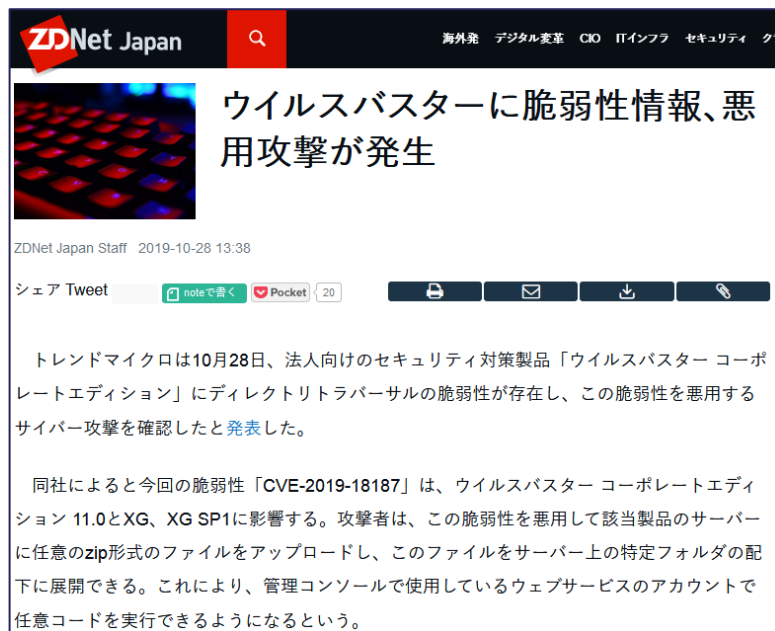 ZDNet Japan
海外発 デジタル変革 CIO ITインフラ セキュリティ ク
ウイルスバスターに脆弱性情報、悪
用攻撃が発生
ZDNet Japan Staff 2019-10-28 13:38
シェア Tweet noteで書く Pocket 20
トレンドマイクロは10月28日、法人向けのセキュリティ対策製品「ウイルスバスター コーポ
レートエディション」にディレクトリトラバーサルの脆弱性が存在し、この脆弱性を悪用する
サイバー攻撃を確認したと発表した。
同社によると今回の脆弱性「CVE-2019-18187」は、ウイルスバスター コーポレートエディ
ション 11.0とXG、XG SP1に影響する。攻撃者は、この脆弱性を悪用して該当製品のサーバー
に任意のzip形式のファイルをアップロードし、このファイルをサーバー上の特定フォルダの配
下に展開できる。これにより、管理コンソールで使用しているウェブサービスのアカウントで
任意コードを実行できるようになるという。